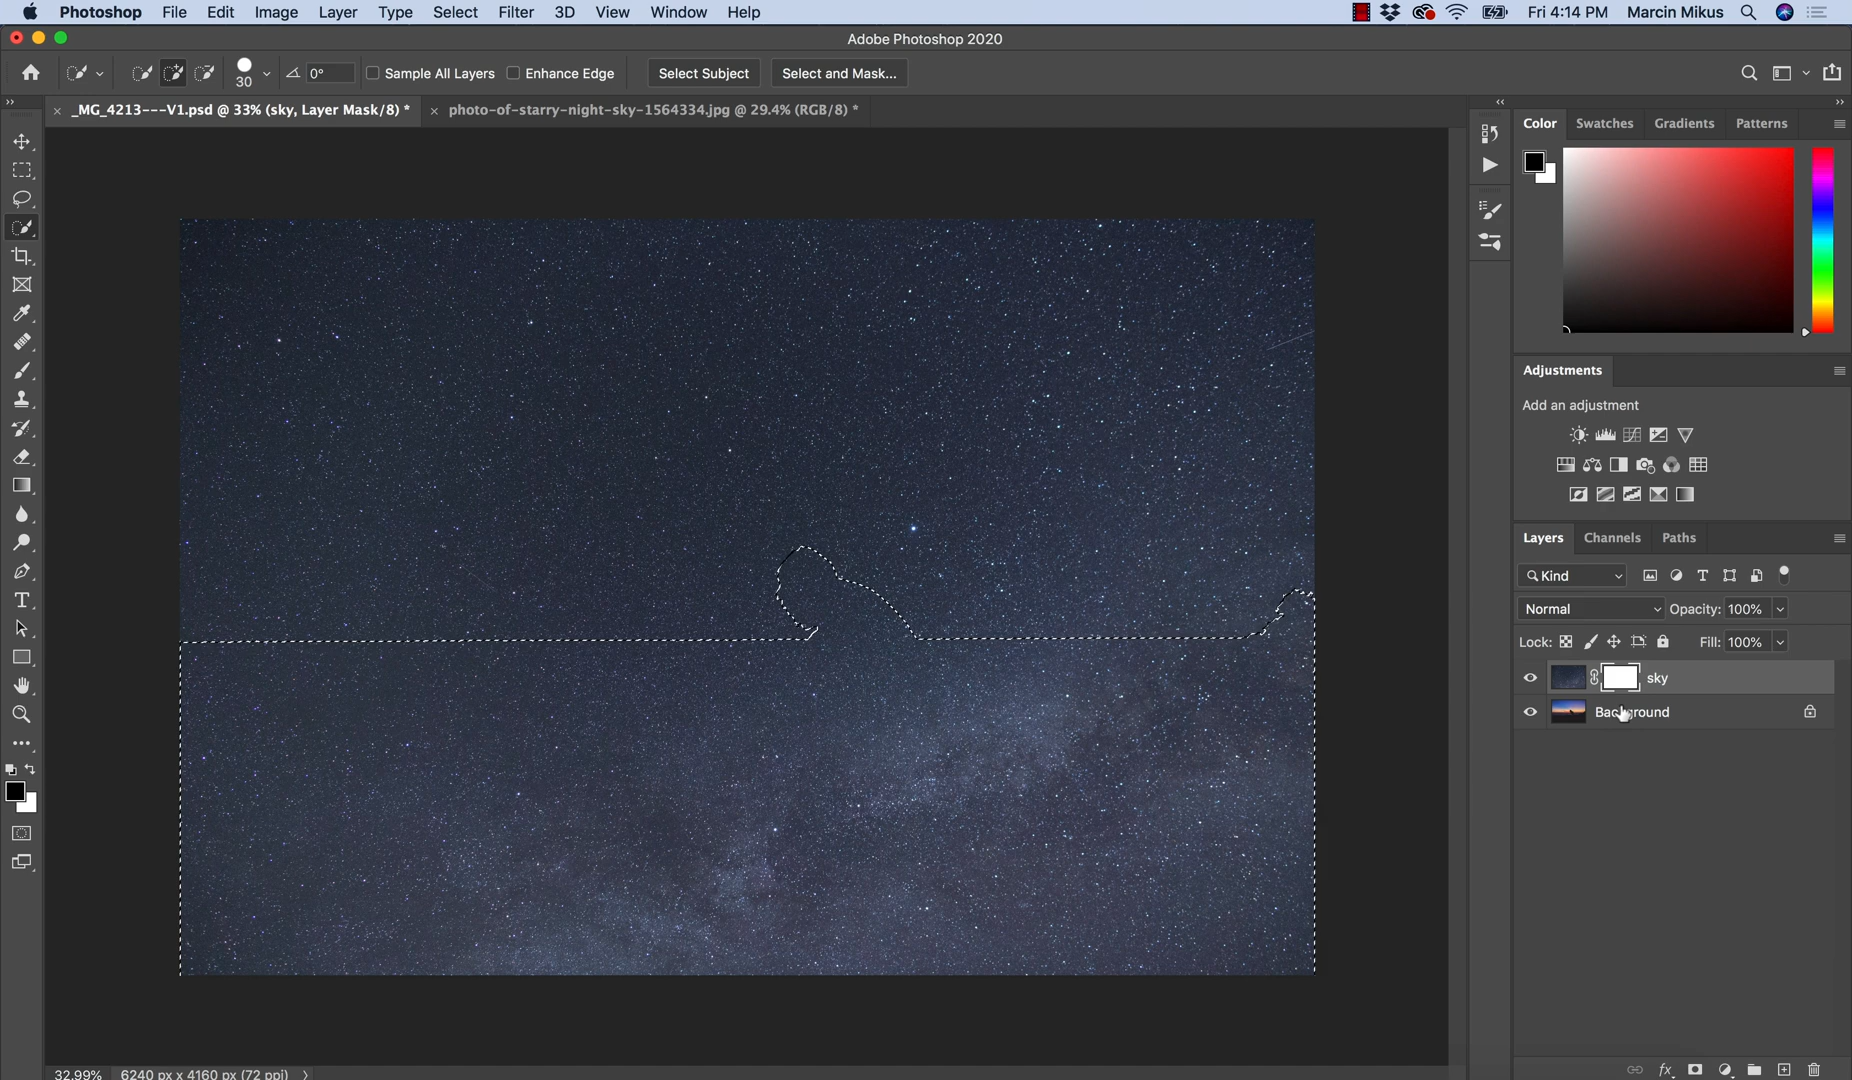 Photoshop File Edit Image Layer Type Select Filter 3D View Window Help Fri 4:14 PM Marcin Mikus
Adobe Photoshop 2020
30 0° Sample All Layers Enhance Edge Select Subject Select and Mask...
_MG_4213---V1.psd @ 33% (sky, Layer Mask/8) * photo-of-starry-night-sky-1564334.jpg @ 29.4% (RGB/8) *
Color Swatches Gradients Patterns
Adjustments
Add an adjustment
Layers Channels Paths
Kind
Normal Opacity: 100%
Lock: Fill: 100%
sky
Background
32.99% 6240 px x 4160 px (72 ppi)